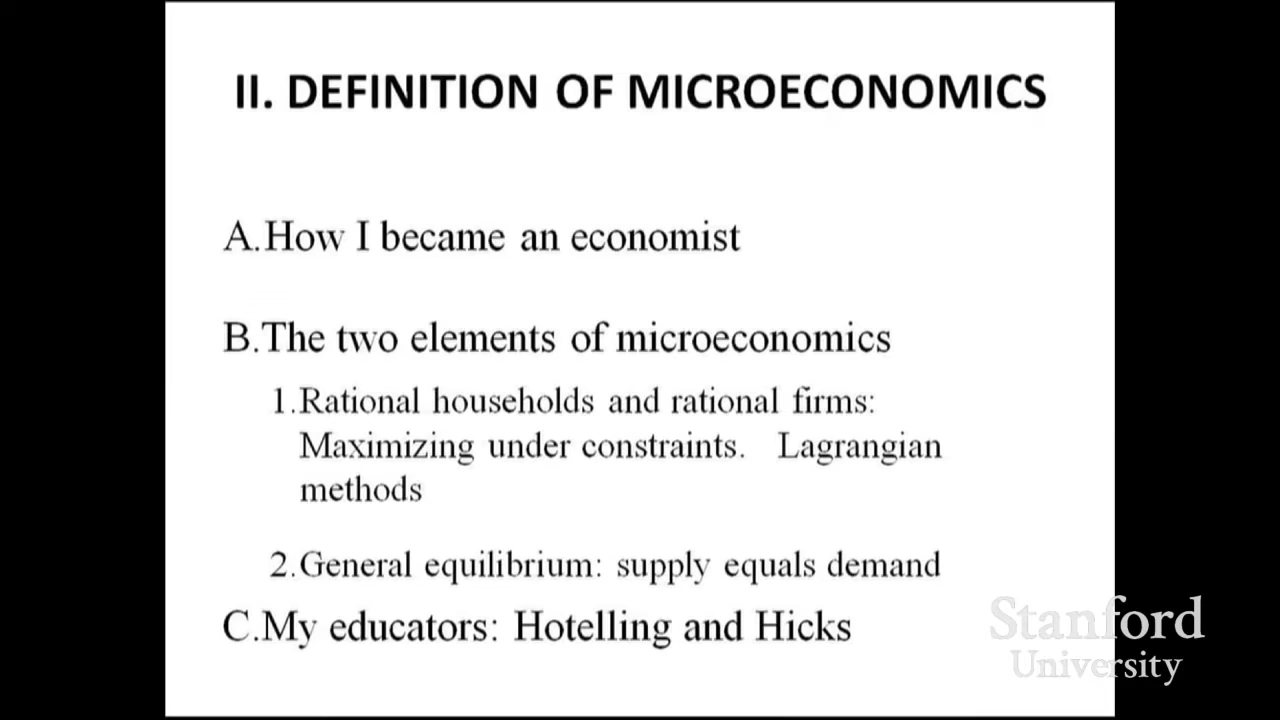 II. DEFINITION OF MICROECONOMICS
A.How I became an economist
B.The two elements of microeconomics
1.Rational households and rational firms:
Maximizing under constraints. Lagrangian
methods
2.General equilibrium: supply equals demand
C.My educators: Hotelling and Hicks
Stanford
University